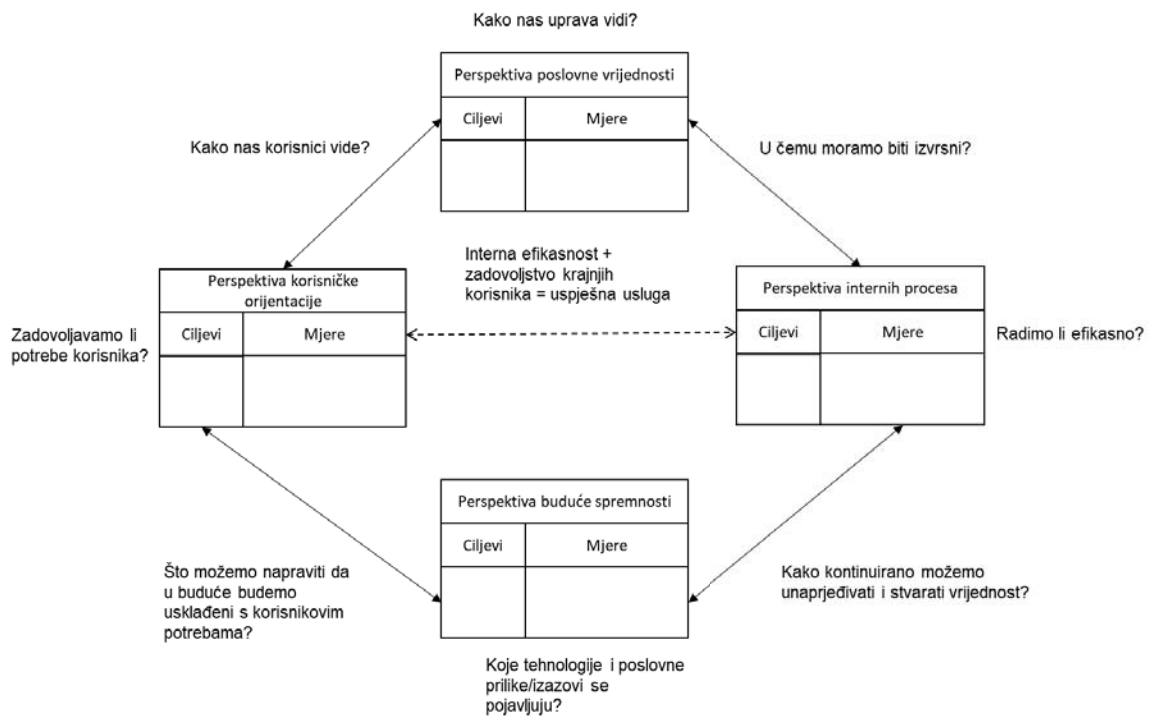 Kako nas uprava vidi?
Perspektiva poslovne vrijednosti
Ciljevi
Mjere
Kako nas korisnici vide?
U čemu moramo biti izvrsni?
Interna efikasnost +
zadovoljstvo krajnjih
korisnika = uspješna usluga
Perspektiva korisničke
orijentacije
Ciljevi
Mjere
Zadovoljavamo li
potrebe korisnika?
Perspektiva internih procesa
Ciljevi
Mjere
Radimo li efikasno?
Perspektiva buduće spremnosti
Ciljevi
Mjere
Što možemo napraviti da
u buduće budemo
usklađeni s korisnikovim
potrebama?
Kako kontinuirano možemo
unaprjeđivati i stvarati vrijednost?
Koje tehnologije i poslovne
prilike/izazovi se
pojavljuju?